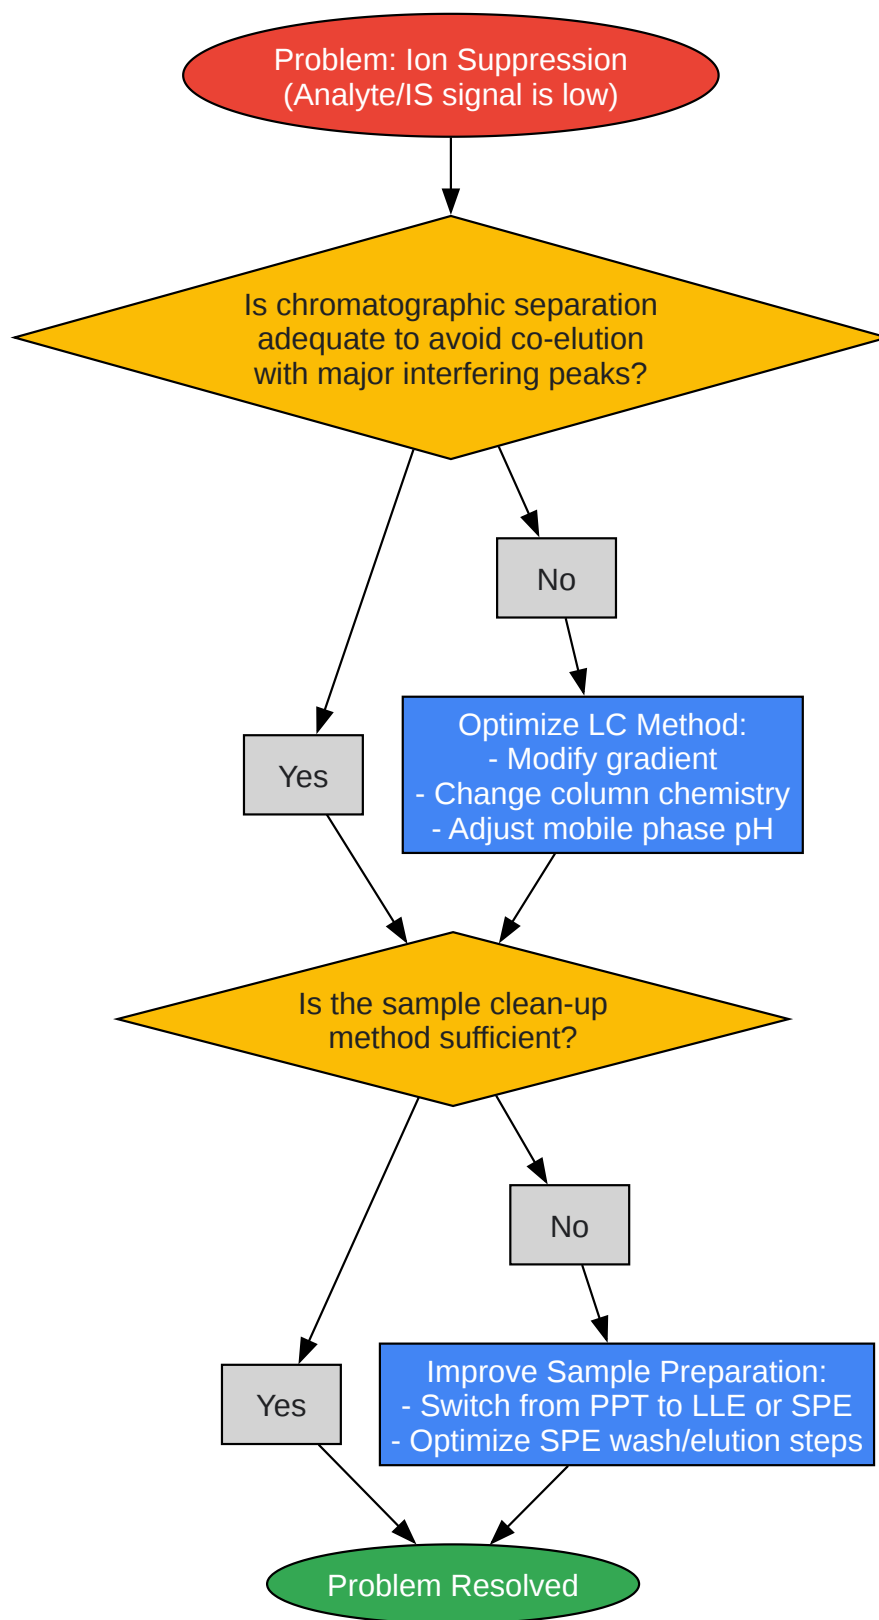 Problem: Ion Suppression
(Analyte/IS signal is low)
Is chromatographic separation
adequate to avoid co-elution
with major interfering peaks?
No
Optimize LC Method:
- Modify gradient
- Change column chemistry
- Adjust mobile phase pH
Yes
Is the sample clean-up
method sufficient?
No
Improve Sample Preparation:
- Switch from PPT to LLE or SPE
- Optimize SPE wash/elution steps
Yes
Problem Resolved